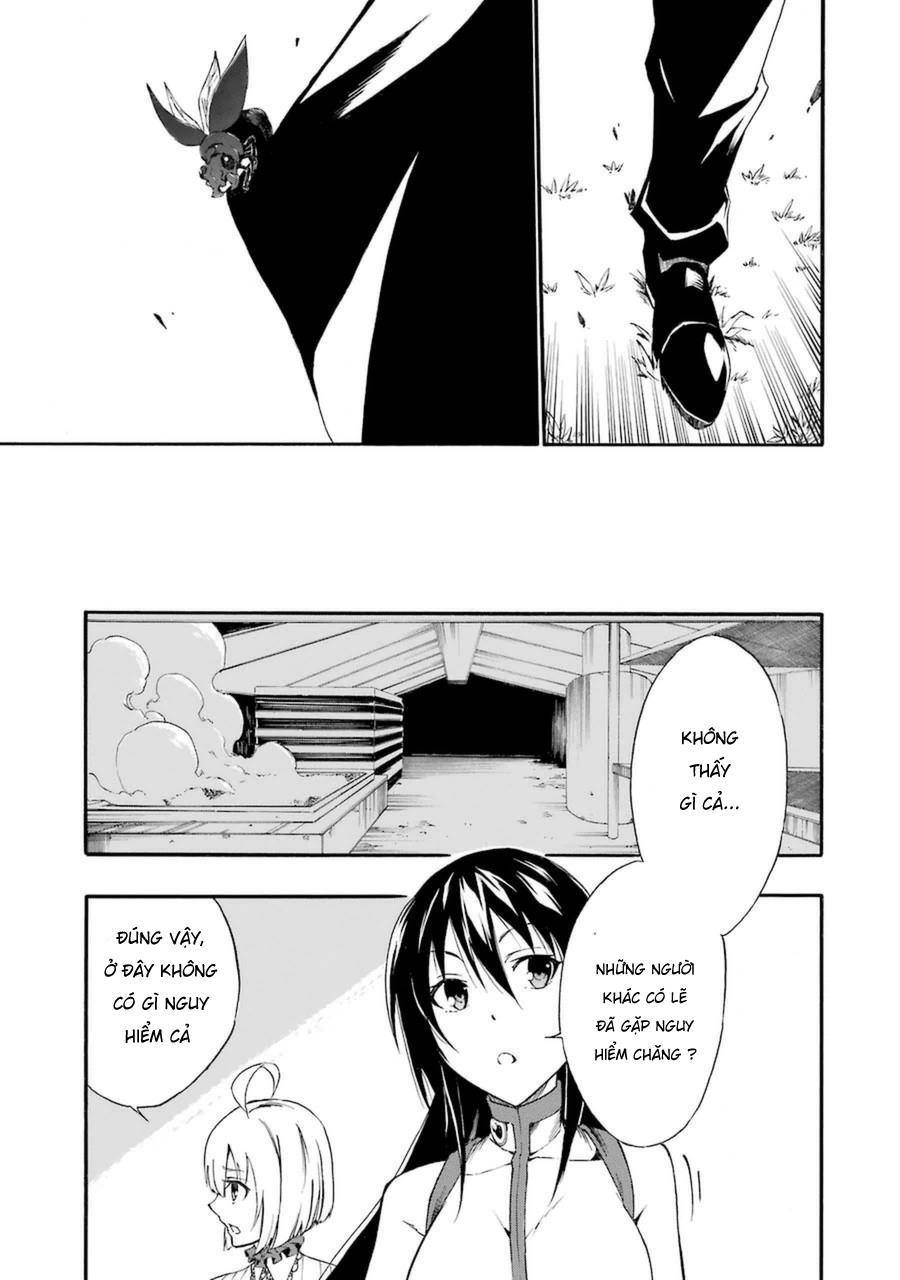 KHÔNG
THẤY
GÌ CẢ...
NHỮNG NGƯỜI
KHÁC CÓ LẼ
ĐÃ GẶP NGUY
HIỂM CHĂNG ?
ĐÚNG VẬY,
Ở ĐÂY KHÔNG
CÓ GÌ NGUY
HIỂM CẢ